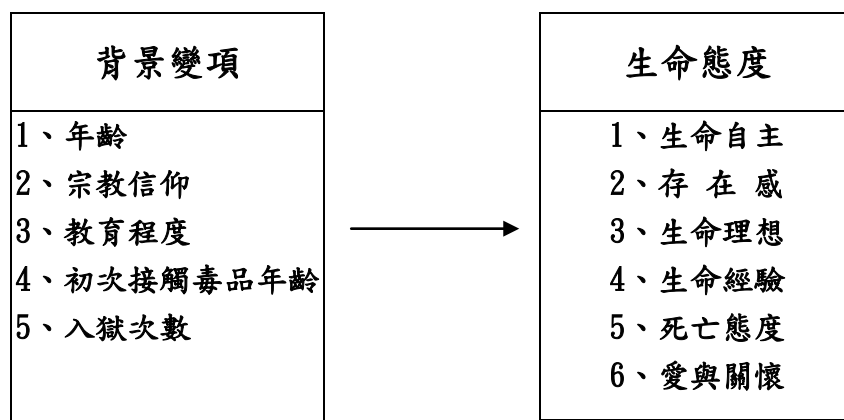 背景變項
1、年齡
2、宗教信仰
3、教育程度
4、初次接觸毒品年齡
5、入獄次數
生命態度
1、生命自主
2、存 在 感
3、生命理想
4、生命經驗
5、死亡態度
6、愛與關懷